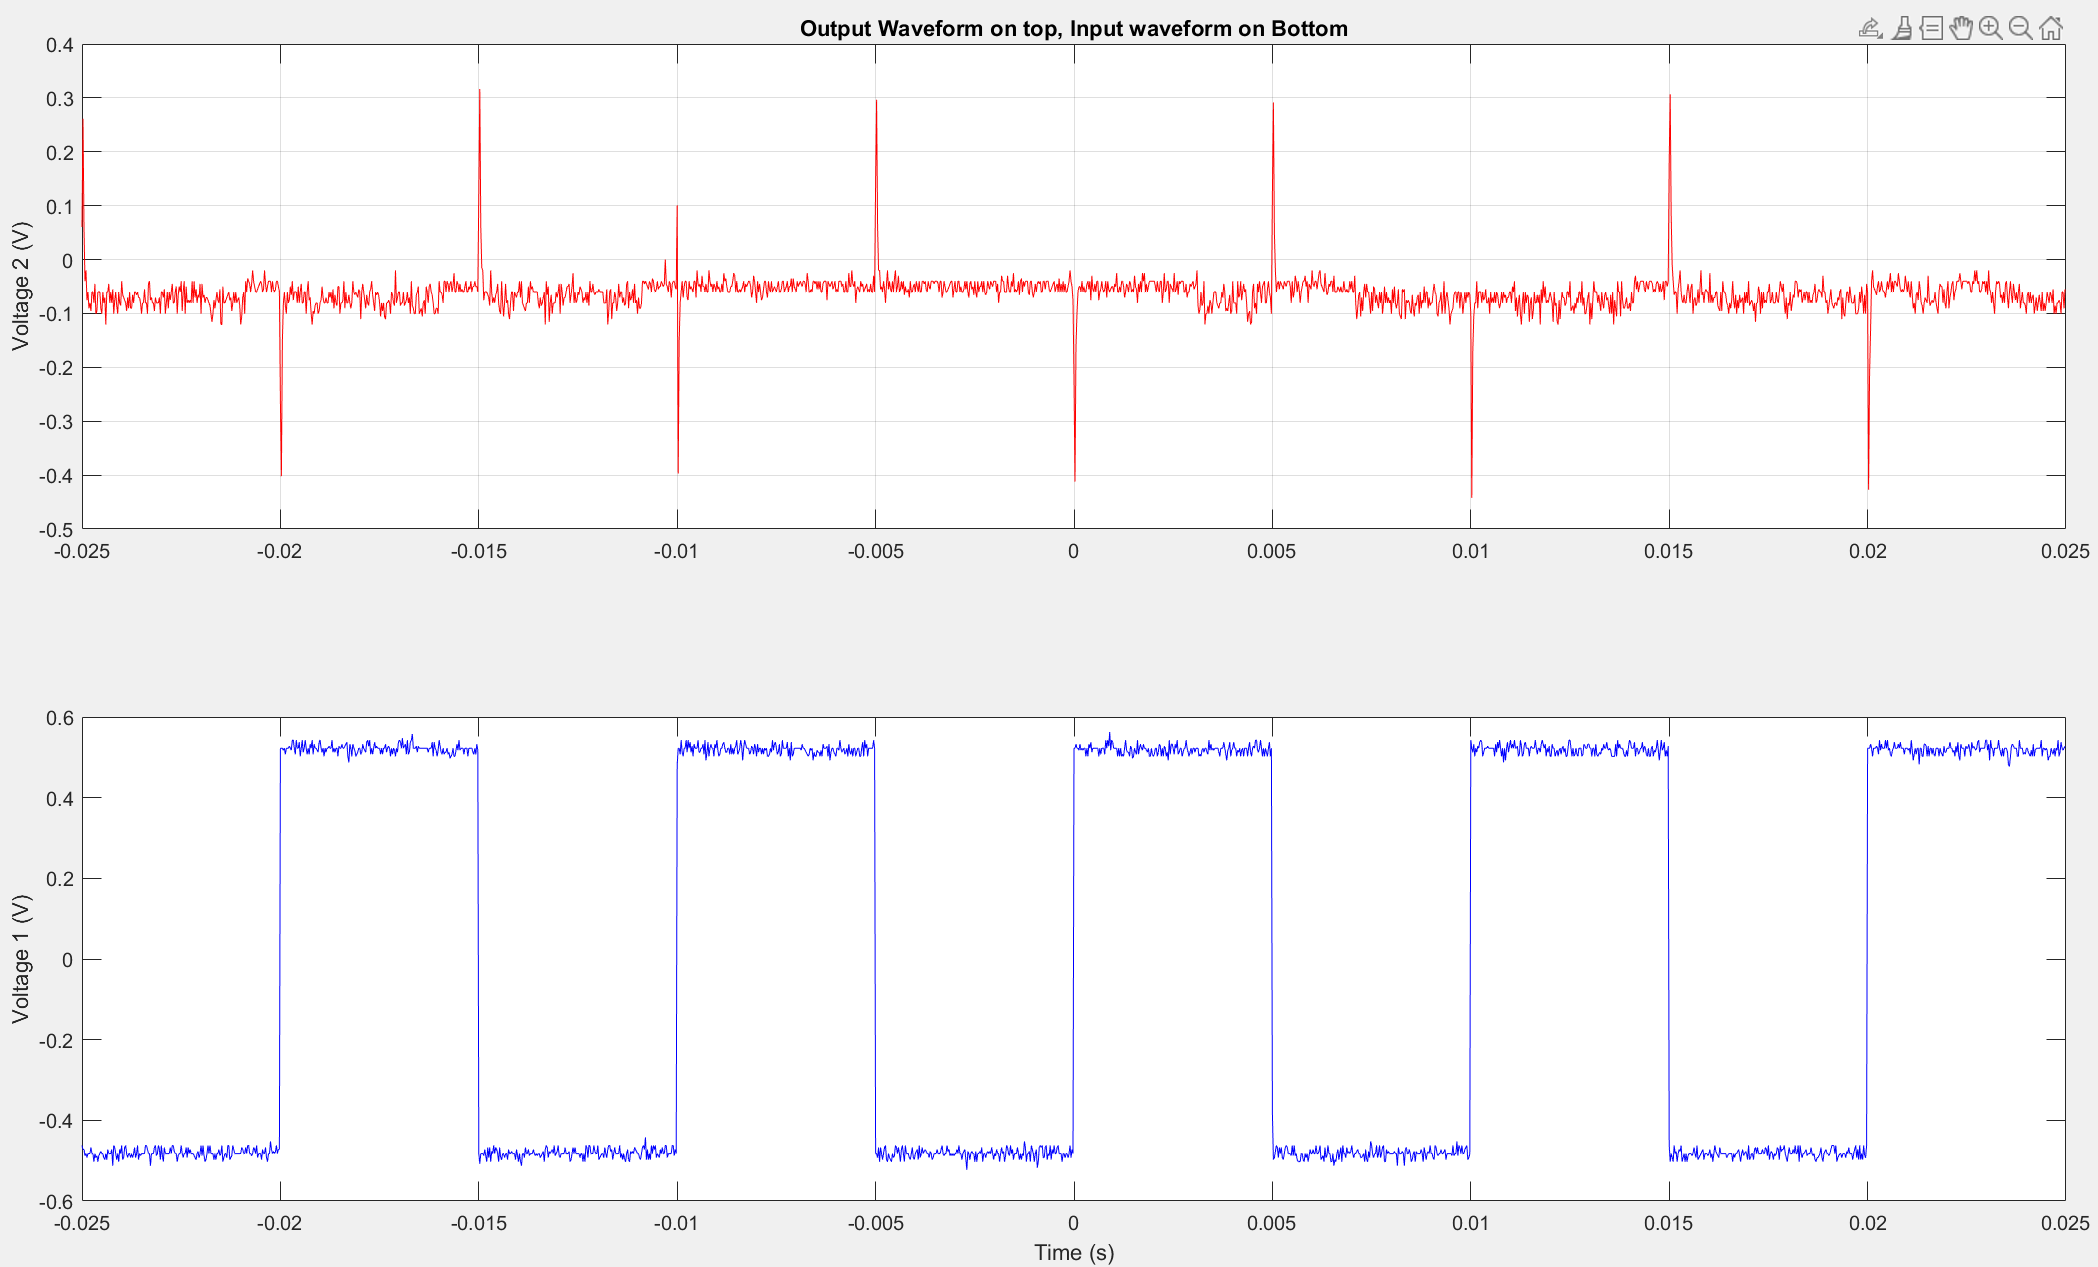 Output Waveform on top, Input waveform on Bottom
0.4
0.3
0.2
0.1
0
-0.1
-0.2
-0.3
-0.4
-0.5
Voltage 2 (V)
-0.025 -0.02 -0.015 -0.01 -0.005 0 0.005 0.01 0.015 0.02 0.025
0.6
0.4
0.2
0
-0.2
-0.4
-0.6
Voltage 1 (V)
-0.025 -0.02 -0.015 -0.01 -0.005 0 0.005 0.01 0.015 0.02 0.025
Time (s)